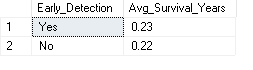 Early_Detection Avg_Survival_Years
1 Yes 0.23
2 No 0.22